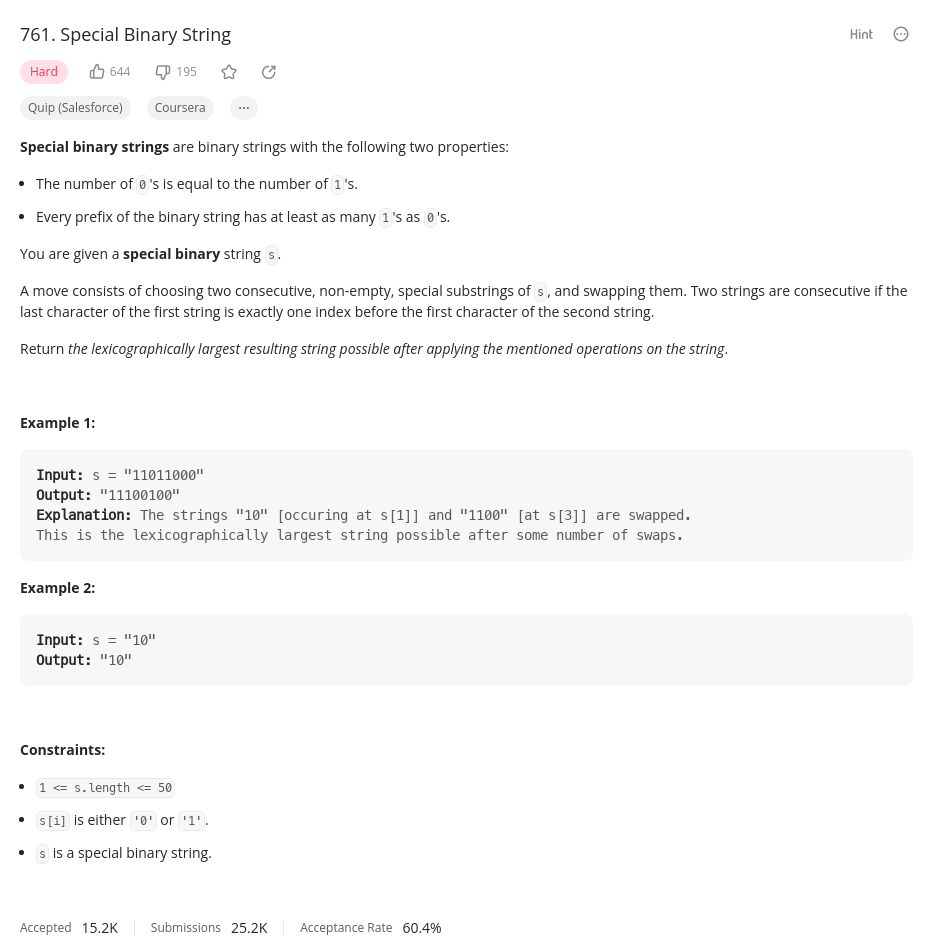 761. Special Binary String
Hint
Hard 644 195
Quip (Salesforce) Coursera ...
Special binary strings are binary strings with the following two properties:
• The number of 0's is equal to the number of 1's.
• Every prefix of the binary string has at least as many 1's as 0's.
You are given a special binary string s.
A move consists of choosing two consecutive, non-empty, special substrings of s, and swapping them. Two strings are consecutive if the
last character of the first string is exactly one index before the first character of the second string.
Return the lexicographically largest resulting string possible after applying the mentioned operations on the string.
Example 1:
Input: s = "11011000"
Output: "11100100"
Explanation: The strings "10" [occuring at s[1]] and "1100" [at s[3]] are swapped.
This is the lexicographically largest string possible after some number of swaps.
Example 2:
Input: s = "10"
Output: "10"
Constraints:
• 1 <= s.length <= 50
• s[i] is either '0' or '1'.
• s is a special binary string.
Accepted 15.2K Submissions 25.2K Acceptance Rate 60.4%